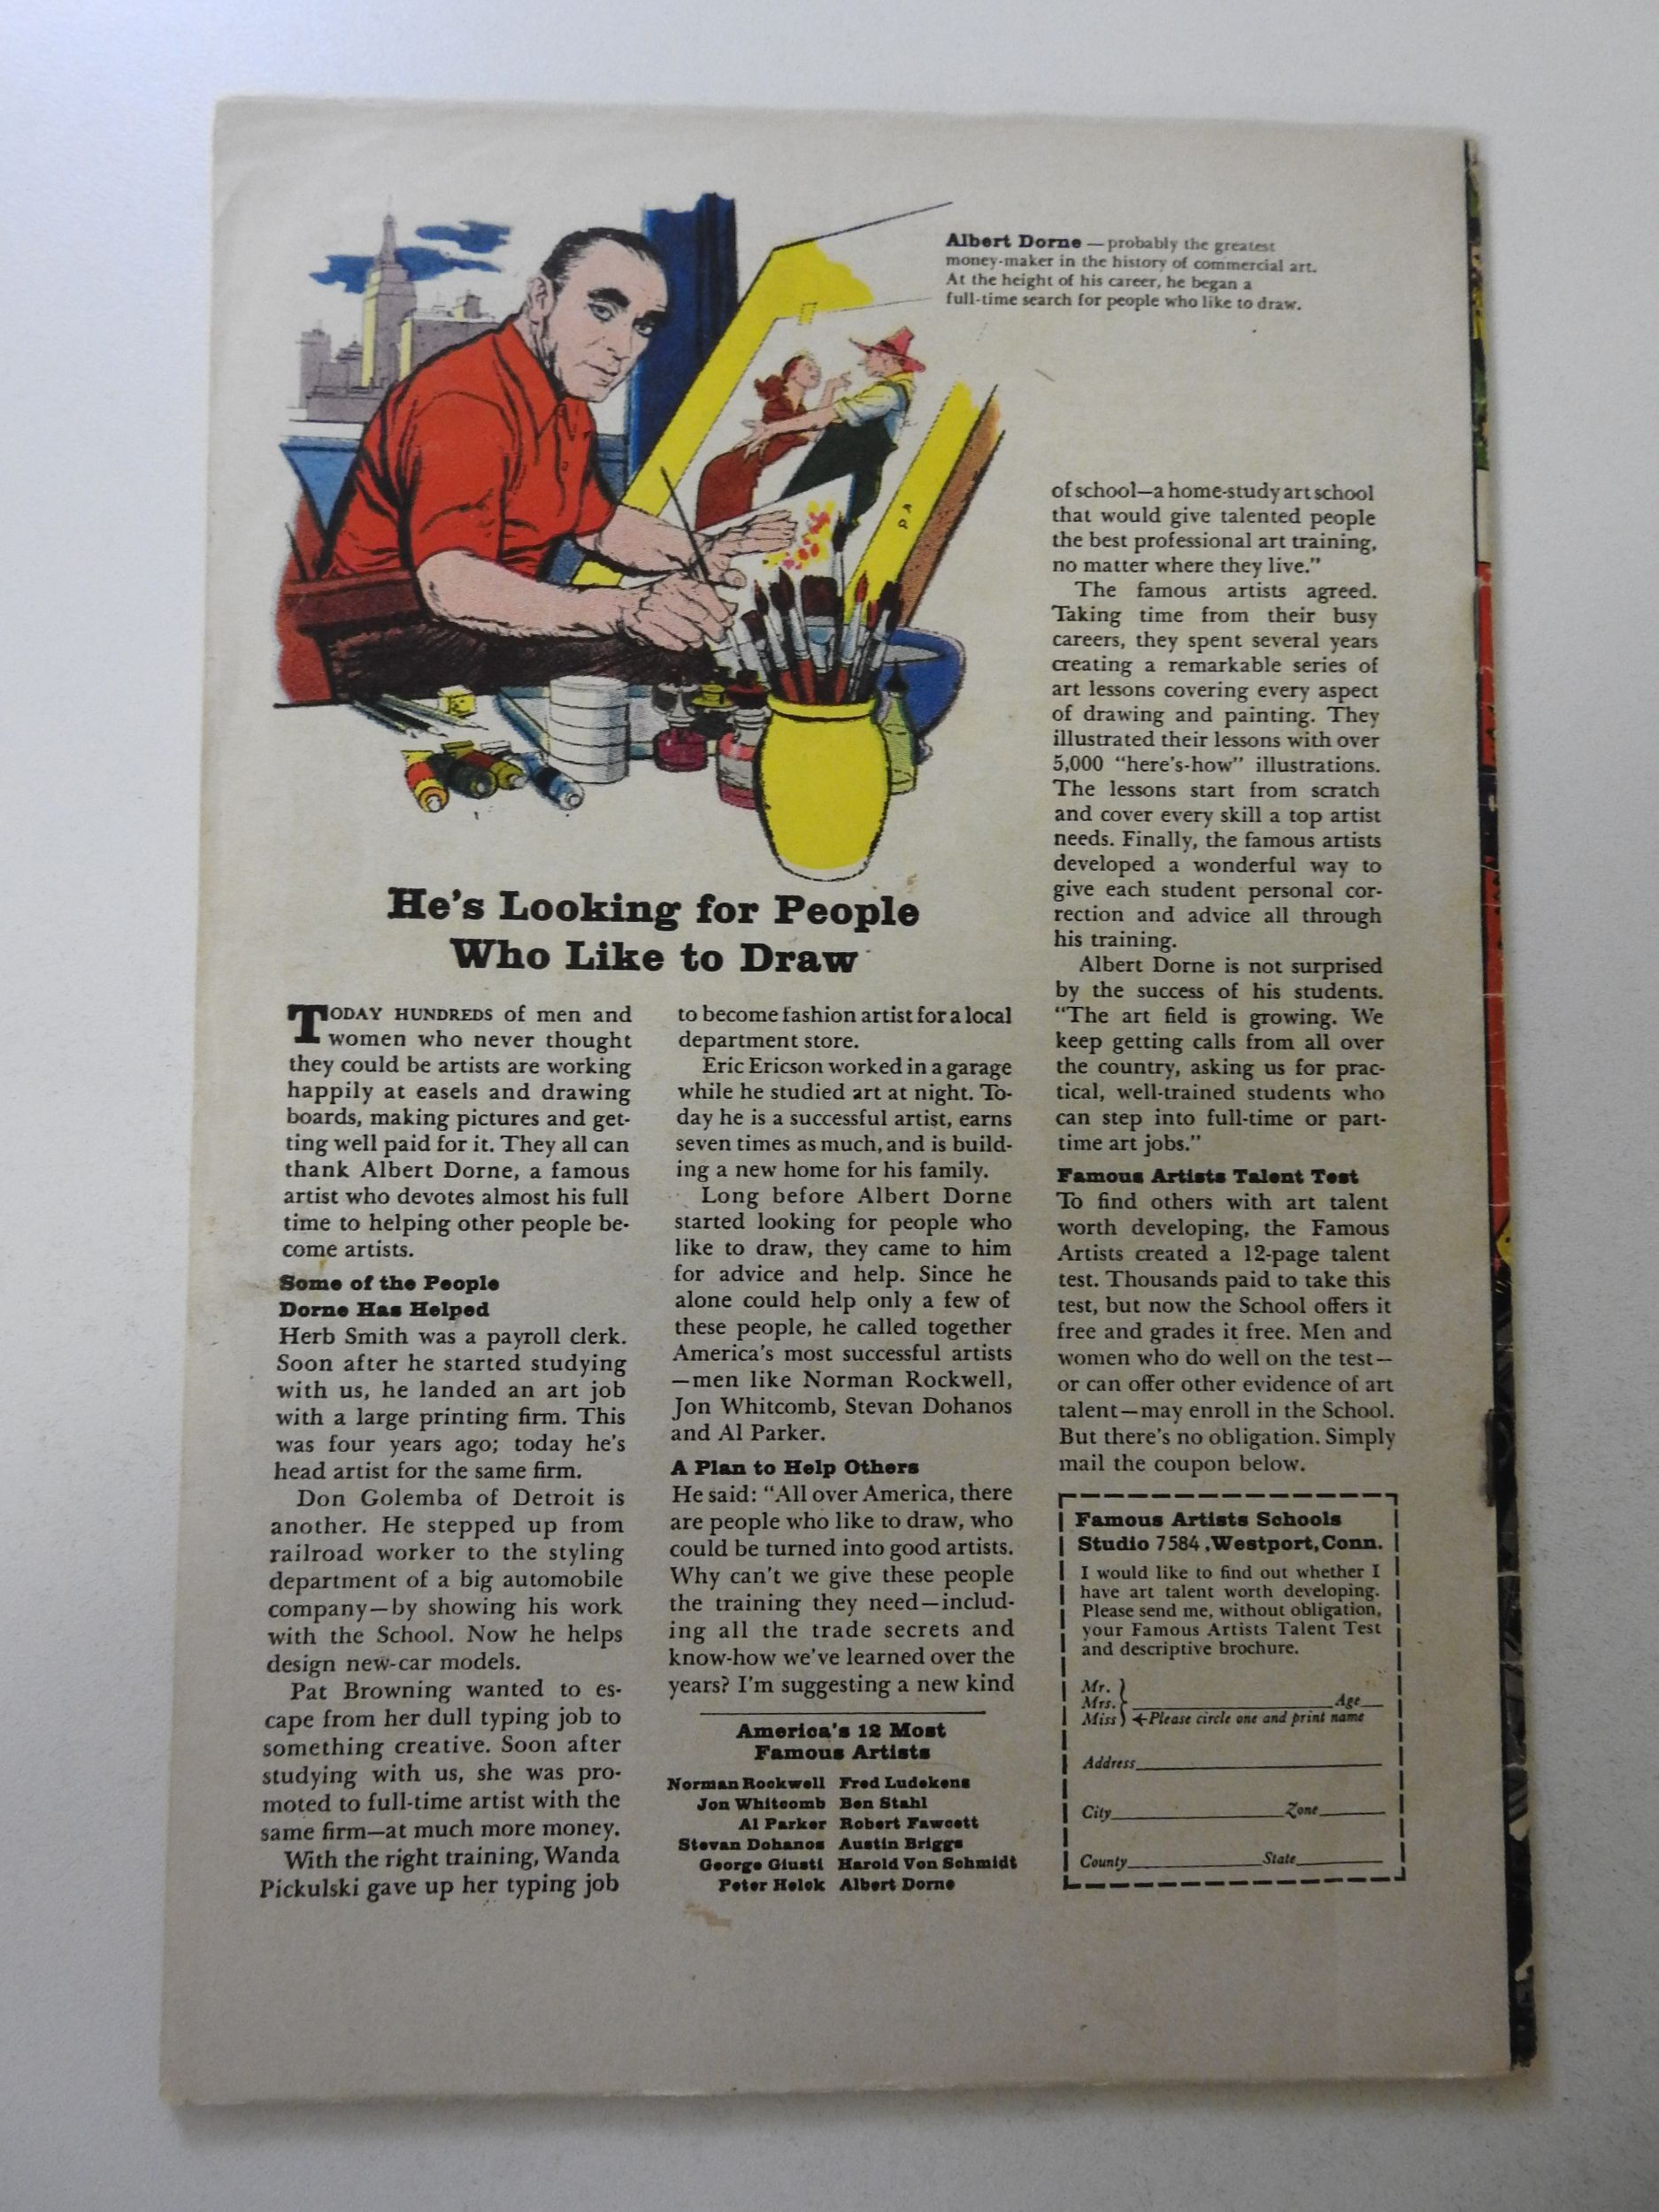 Albert Dorne — probably the greatest
money-maker in the history of commercial art.
At the height of his career, he began a
full-time search for people who like to draw.
He's Looking for People
Who Like to Draw
TODAY HUNDREDS of men and
women who never thought
they could be artists are working
happily at easels and drawing
boards, making pictures and get-
ting well paid for it. They all can
thank Albert Dorne, a famous
artist who devotes almost his full
time to helping other people be-
come artists.
Some of the People
Dorne Has Helped
Herb Smith was a payroll clerk.
Soon after he started studying
with us, he landed an art job
with a large printing firm. This
was four years ago; today he's
head artist for the same firm.
Don Golemba of Detroit is
another. He stepped up from
railroad worker to the styling
department of a big automobile
company—by showing his work
with the School. Now he helps
design new-car models.
Pat Browning wanted to es-
cape from her dull typing job to
something creative. Soon after
studying with us, she was pro-
moted to full-time artist with the
same firm—at much more money.
With the right training, Wanda
Pickulski gave up her typing job
to become fashion artist for a local
department store.
Eric Ericson worked in a garage
while he studied art at night. To-
day he is a successful artist, earns
seven times as much, and is build-
ing a new home for his family.
Long before Albert Dorne
started looking for people who
like to draw, they came to him
for advice and help. Since he
alone could help only a few of
these people, he called together
America's most successful artists
—men like Norman Rockwell,
Jon Whitcomb, Stevan Dohanos
and Al Parker.
A Plan to Help Others
He said: "All over America, there
are people who like to draw, who
could be turned into good artists.
Why can't we give these people
the training they need—includ-
ing all the trade secrets and
know-how we've learned over the
years? I'm suggesting a new kind
America's 12 Most
Famous Artists
Norman Rockwell Fred Ludekens
Jon Whitcomb Ben Stahl
Al Parker Robert Fawcett
Stevan Dohanos Austin Briggs
George Giusti Harold Von Schmidt
Peter Helck Albert Dorne
of school—a home-study art school
that would give talented people
the best professional art training,
no matter where they live."
The famous artists agreed.
Taking time from their busy
careers, they spent several years
creating a remarkable series of
art lessons covering every aspect
of drawing and painting. They
illustrated their lessons with over
5,000 "here's-how" illustrations.
The lessons start from scratch
and cover every skill a top artist
needs. Finally, the famous artists
developed a wonderful way to
give each student personal cor-
rection and advice all through
his training.
Albert Dorne is not surprised
by the success of his students.
"The art field is growing. We
keep getting calls from all over
the country, asking us for prac-
tical, well-trained students who
can step into full-time or part-
time art jobs."
Famous Artists Talent Test
To find others with art talent
worth developing, the Famous
Artists created a 12-page talent
test. Thousands paid to take this
test, but now the School offers it
free and grades it free. Men and
women who do well on the test—
or can offer other evidence of art
talent—may enroll in the School.
But there's no obligation. Simply
mail the coupon below.
Famous Artists Schools
Studio 7584, Westport, Conn.
I would like to find out whether I
have art talent worth developing.
Please send me, without obligation,
your Famous Artists Talent Test
and descriptive brochure.
Mr.
Mrs. Age
Miss ←Please circle one and print name
Address
City Zone
County State